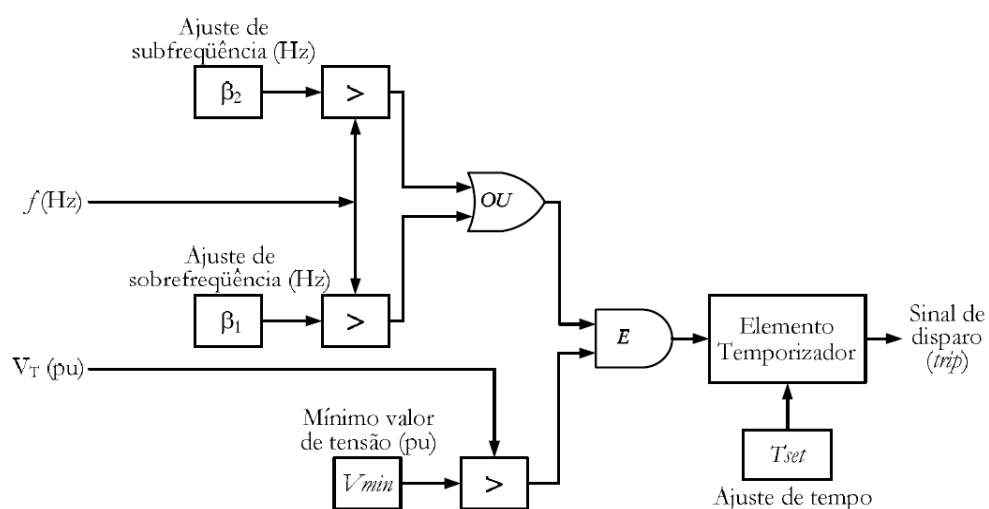 Ajuste de
subfreqüência (Hz)
β₂
>
f (Hz)
OU
Ajuste de
sobrefreqüência (Hz)
β₁
>
E
Elemento
Temporizador
Sinal de
disparo
(trip)
V_T (pu)
Mínimo valor
de tensão (pu)
Vmin
>
Tset
Ajuste de tempo